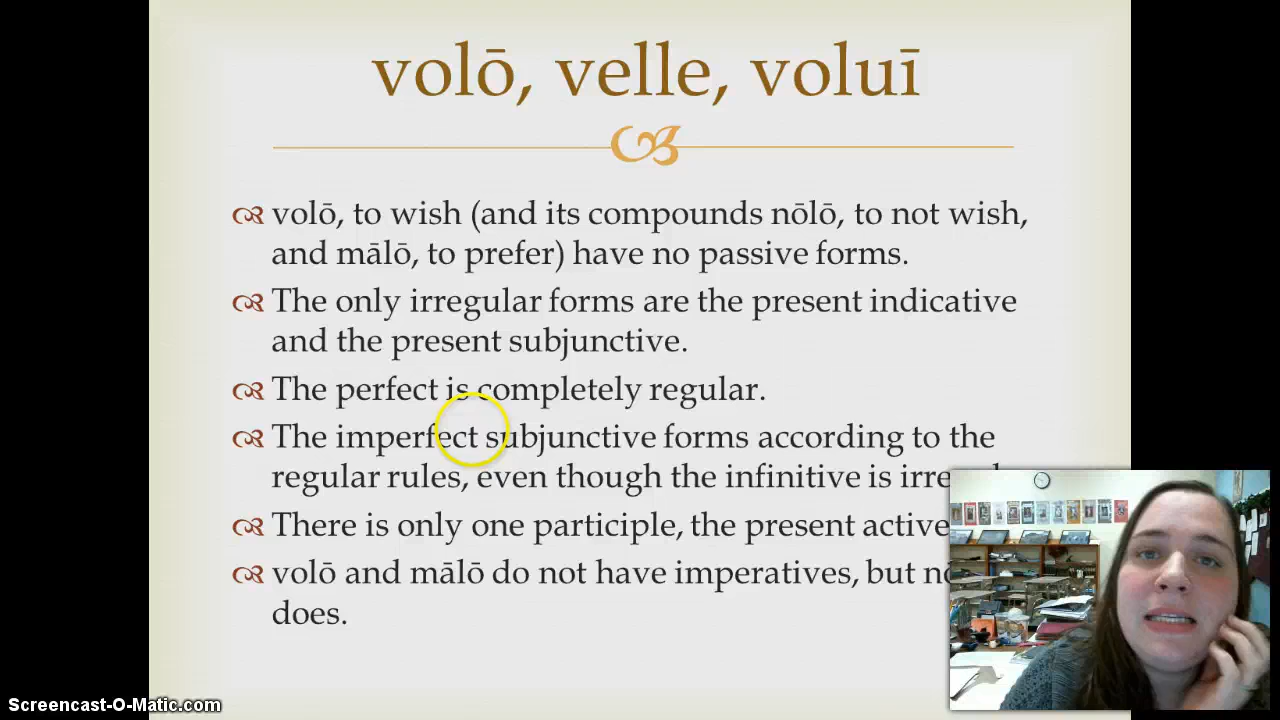 volō, velle, voluī
volō, to wish (and its compounds nōlō, to not wish,
and mālō, to prefer) have no passive forms.
The only irregular forms are the present indicative
and the present subjunctive.
The perfect is completely regular.
The imperfect subjunctive forms according to the
regular rules, even though the infinitive is
There is only one participle, the present active
volō and mālō do not have imperatives, but
does.
Screencast-O-Matic.com